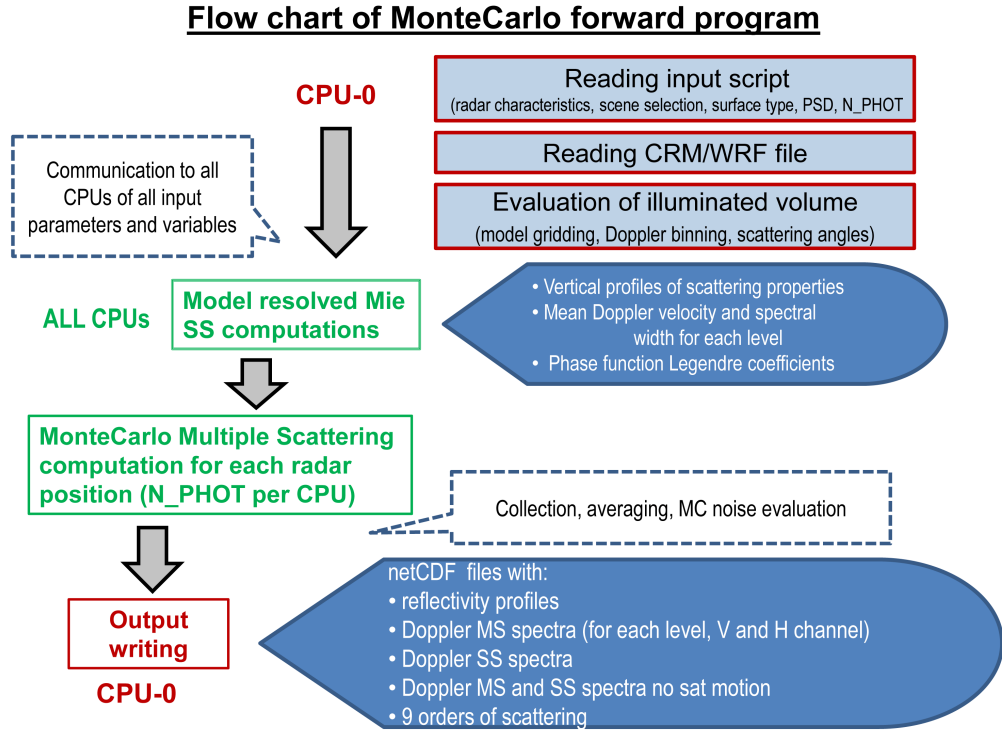 Flow chart of MonteCarlo forward program
CPU-0
Reading input script
(radar characteristics, scene selection, surface type, PSD, N_PHOT
Reading CRM/WRF file
Evaluation of illuminated volume
(model gridding, Doppler binning, scattering angles)
Communication to all
CPUs of all input
parameters and variables
ALL CPUs
Model resolved Mie
SS computations
• Vertical profiles of scattering properties
• Mean Doppler velocity and spectral
width for each level
• Phase function Legendre coefficients
MonteCarlo Multiple Scattering
computation for each radar
position (N_PHOT per CPU)
Collection, averaging, MC noise evaluation
Output
writing
CPU-0
netCDF files with:
• reflectivity profiles
• Doppler MS spectra (for each level, V and H channel)
• Doppler SS spectra
• Doppler MS and SS spectra no sat motion
• 9 orders of scattering